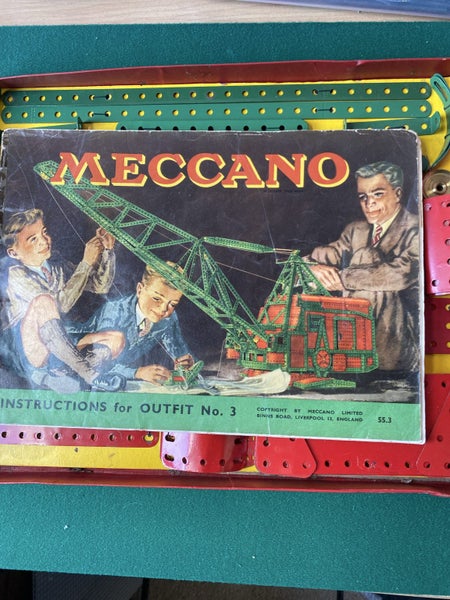 MECCANO
INSTRUCTIONS for OUTFIT No. 3
COPYRIGHT BY MECCANO LIMITED
BINNS ROAD, LIVERPOOL 13, ENGLAND
55.3